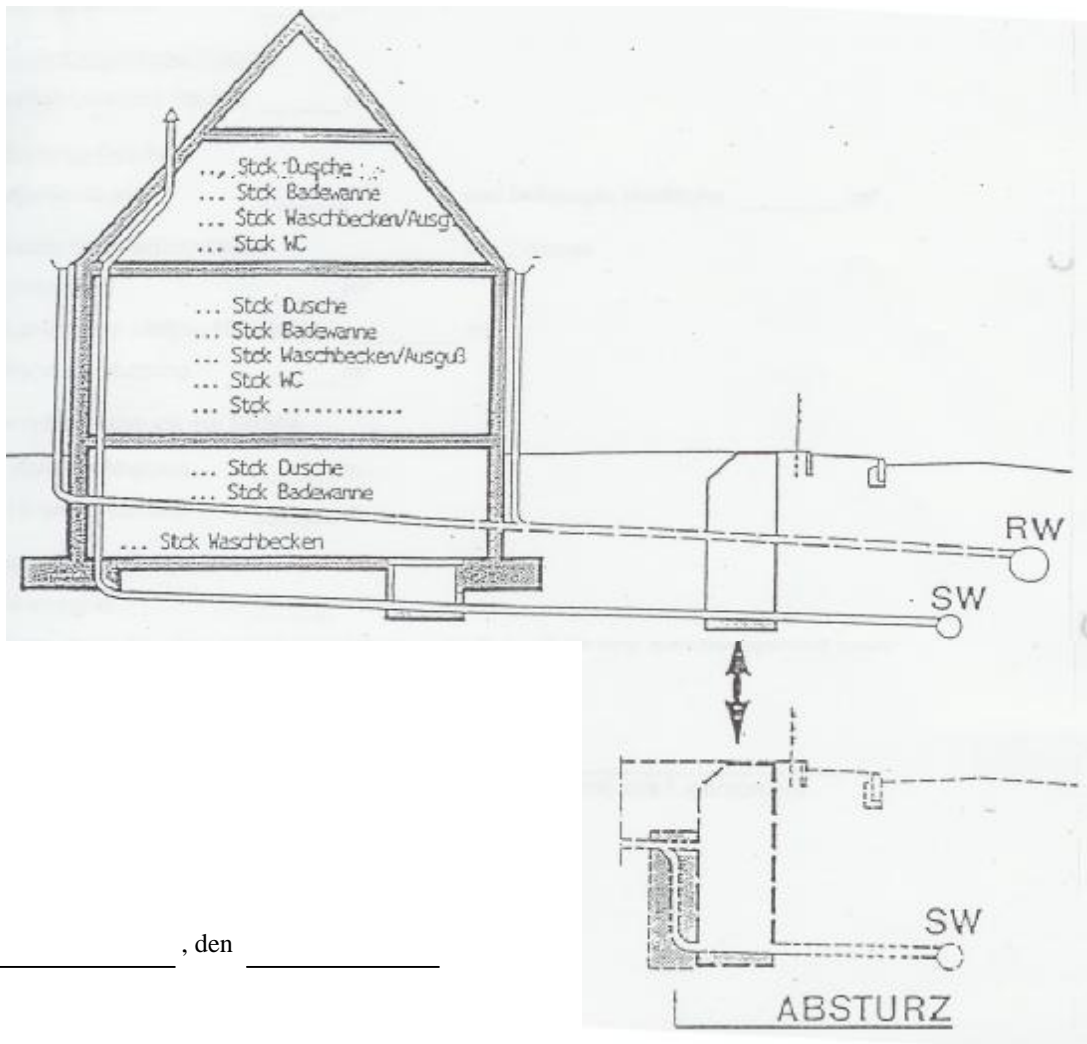 ... Stck Dusche
... Stck Badewanne
... Stck Waschbecken/Ausgu
... Stck WC
... Stck Dusche
... Stck Badewanne
... Stck Waschbecken/Ausguß
... Stck WC
... Stck ............
... Stck Dusche
... Stck Badewanne
... Stck Waschbecken
RW
SW
SW
, den
ABSTURZ